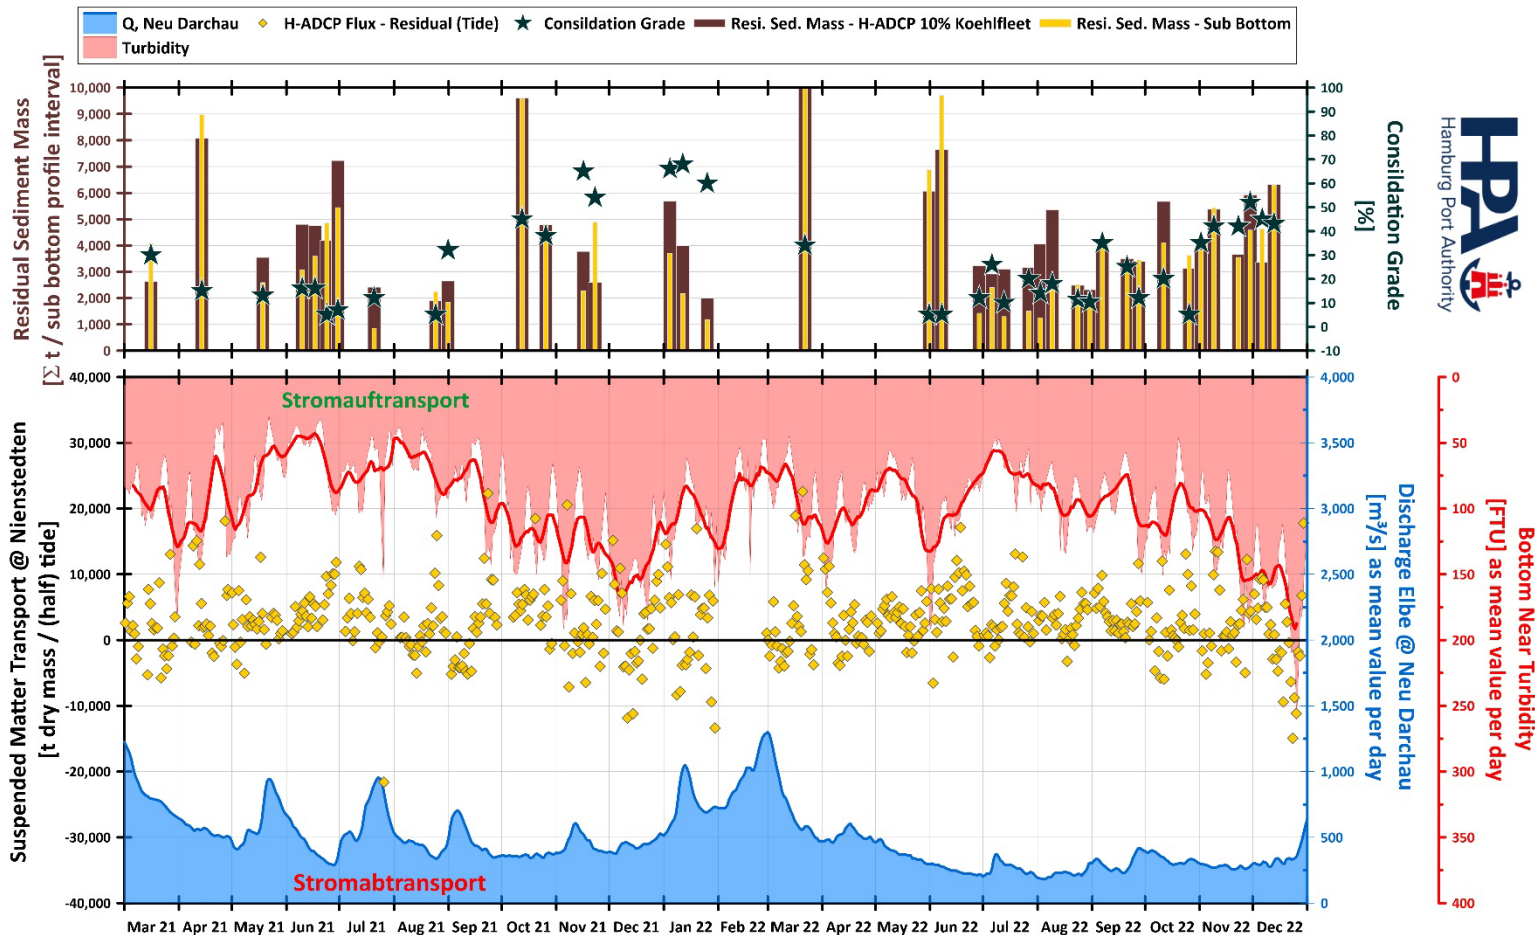 Q, Neu Darchau
H-ADCP Flux - Residual (Tide)
Consildation Grade
Resi. Sed. Mass - H-ADCP 10% Koehlfleet
Resi. Sed. Mass - Sub Bottom
Turbidity
Residual Sediment Mass
[Σ t / sub bottom profile interval]
10,000
9,000
8,000
7,000
6,000
5,000
4,000
3,000
2,000
1,000
0
100
90
80
70
60
50
40
30
20
10
0
-10
Consildation Grade
[%]
HPA
Hamburg Port Authority
Suspended Matter Transport @ Nienstedten
[t dry mass / (half) tide]
40,000
30,000
20,000
10,000
0
-10,000
-20,000
-30,000
-40,000
Stromauftransport
Stromabtransport
4,000
3,500
3,000
2,500
2,000
1,500
1,000
500
0
Discharge Elbe @ Neu Darchau
[m³/s] as mean value per day
0
50
100
150
200
250
300
350
400
Bottom Near Turbidity
[FTU] as mean value per day
Mar 21 Apr 21 May 21 Jun 21 Jul 21 Aug 21 Sep 21 Oct 21 Nov 21 Dec 21 Jan 22 Feb 22 Mar 22 Apr 22 May 22 Jun 22 Jul 22 Aug 22 Sep 22 Oct 22 Nov 22 Dec 22